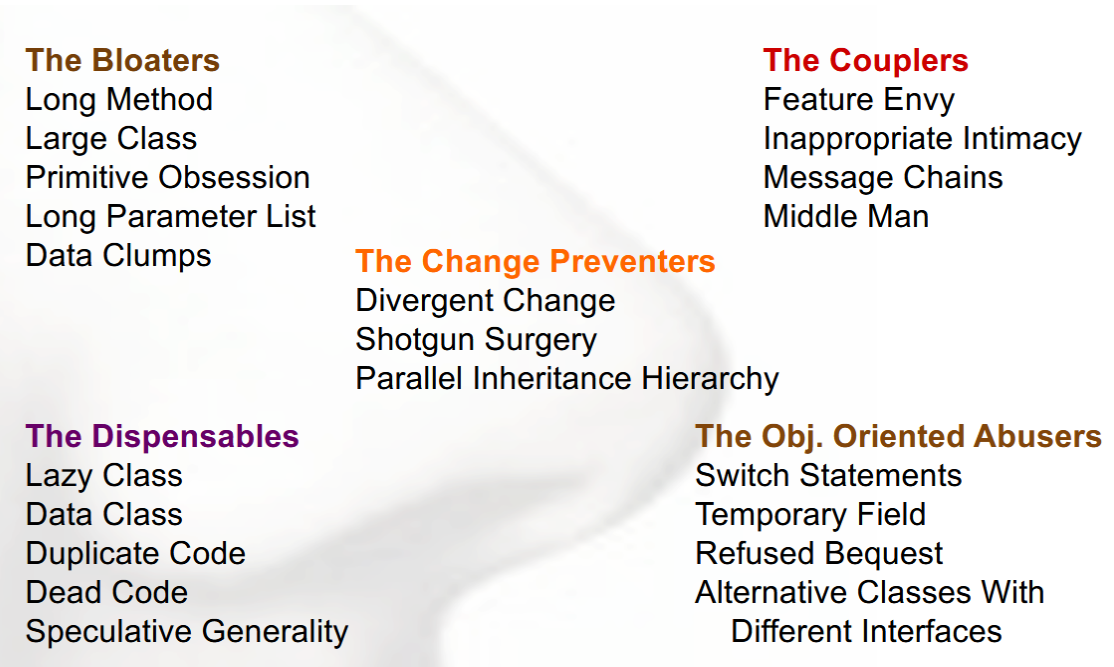 The Bloaters
Long Method
Large Class
Primitive Obsession
Long Parameter List
Data Clumps
The Couplers
Feature Envy
Inappropriate Intimacy
Message Chains
Middle Man
The Change Preventers
Divergent Change
Shotgun Surgery
Parallel Inheritance Hierarchy
The Dispensables
Lazy Class
Data Class
Duplicate Code
Dead Code
Speculative Generality
The Obj. Oriented Abusers
Switch Statements
Temporary Field
Refused Bequest
Alternative Classes With
Different Interfaces